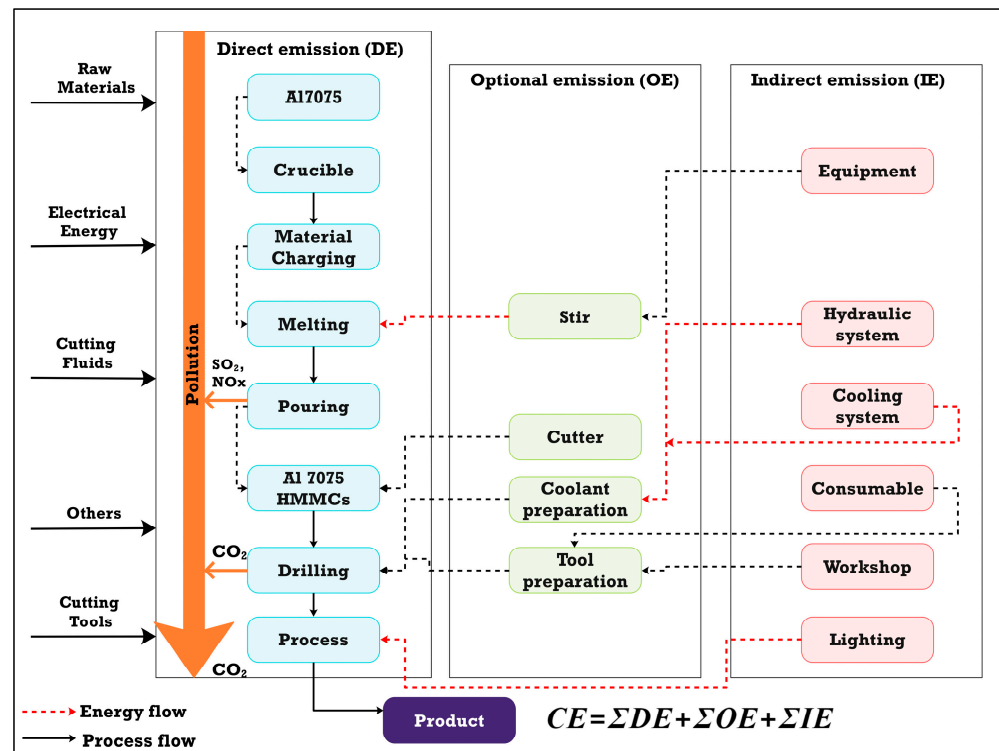 Direct emission (DE)
Optional emission (OE)
Indirect emission (IE)
Raw
Materials
Electrical
Energy
Cutting
Fluids
Others
Cutting
Tools
Pollution
Al7075
Crucible
Material
Charging
Melting
SO₂,
NOx
Pouring
Al 7075
HMMCs
CO₂
Drilling
Process
CO₂
Stir
Cutter
Coolant
preparation
Tool
preparation
Equipment
Hydraulic
system
Cooling
system
Consumable
Workshop
Lighting
Energy flow
Process flow
Product
CE=ΣDE+ΣOE+ΣIE